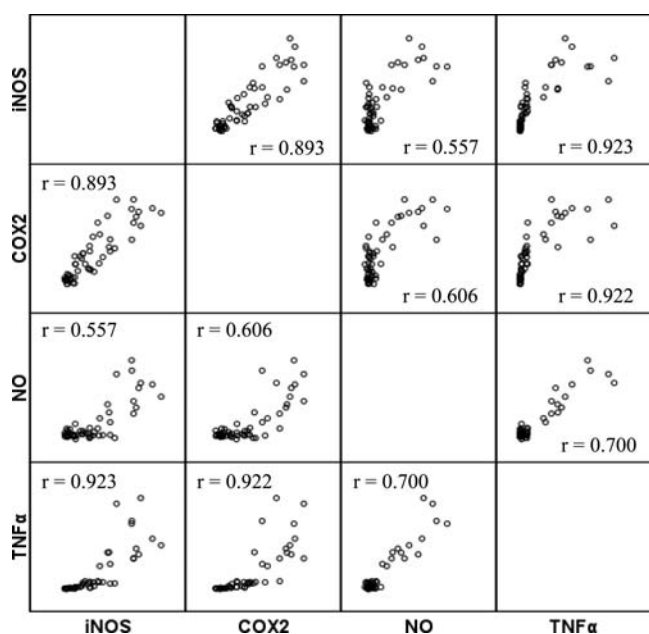 iNOS
r = 0.893
r = 0.557
r = 0.923
COX2
r = 0.893
r = 0.606
r = 0.922
NO
r = 0.557
r = 0.606
r = 0.700
TNFα
r = 0.923
r = 0.922
r = 0.700
iNOS
COX2
NO
TNFα